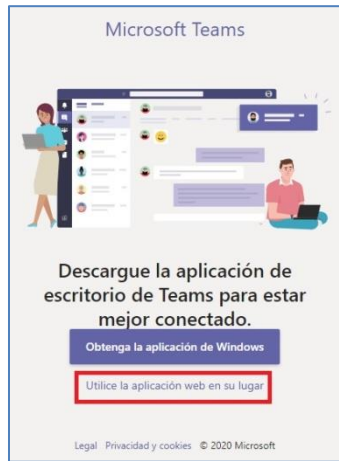 Microsoft Teams
Descargue la aplicación de
escritorio de Teams para estar
mejor conectado.
Obtenga la aplicación de Windows
Utilice la aplicación web en su lugar
Legal Privacidad y cookies © 2020 Microsoft